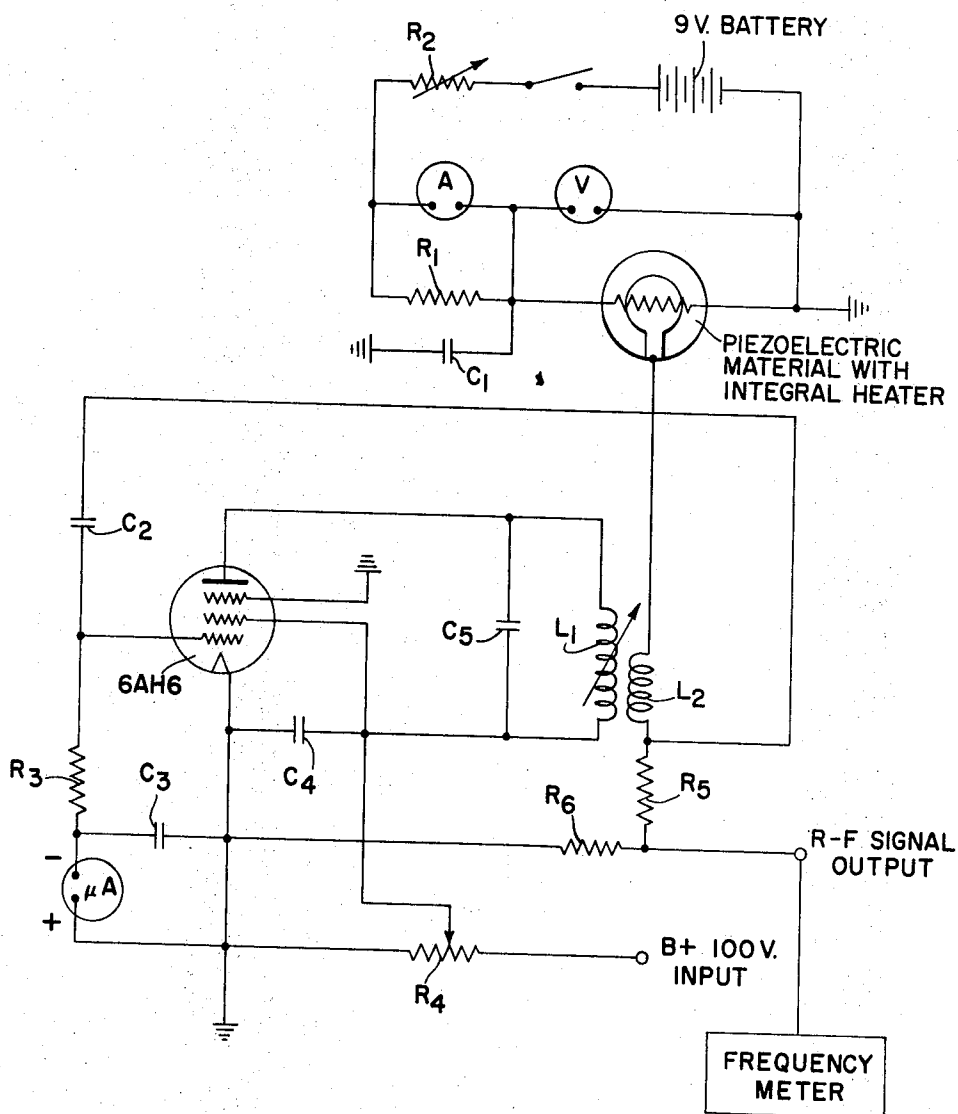 9 V. BATTERY
R2
A
V
R1
C1
PIEZOELECTRIC
MATERIAL WITH
INTEGRAL HEATER
C2
6AH6
C5
L1
L2
C4
R3
C3
R6
R5
R-F SIGNAL
OUTPUT
-
μA
+
R4
B+ 100 V.
INPUT
FREQUENCY
METER